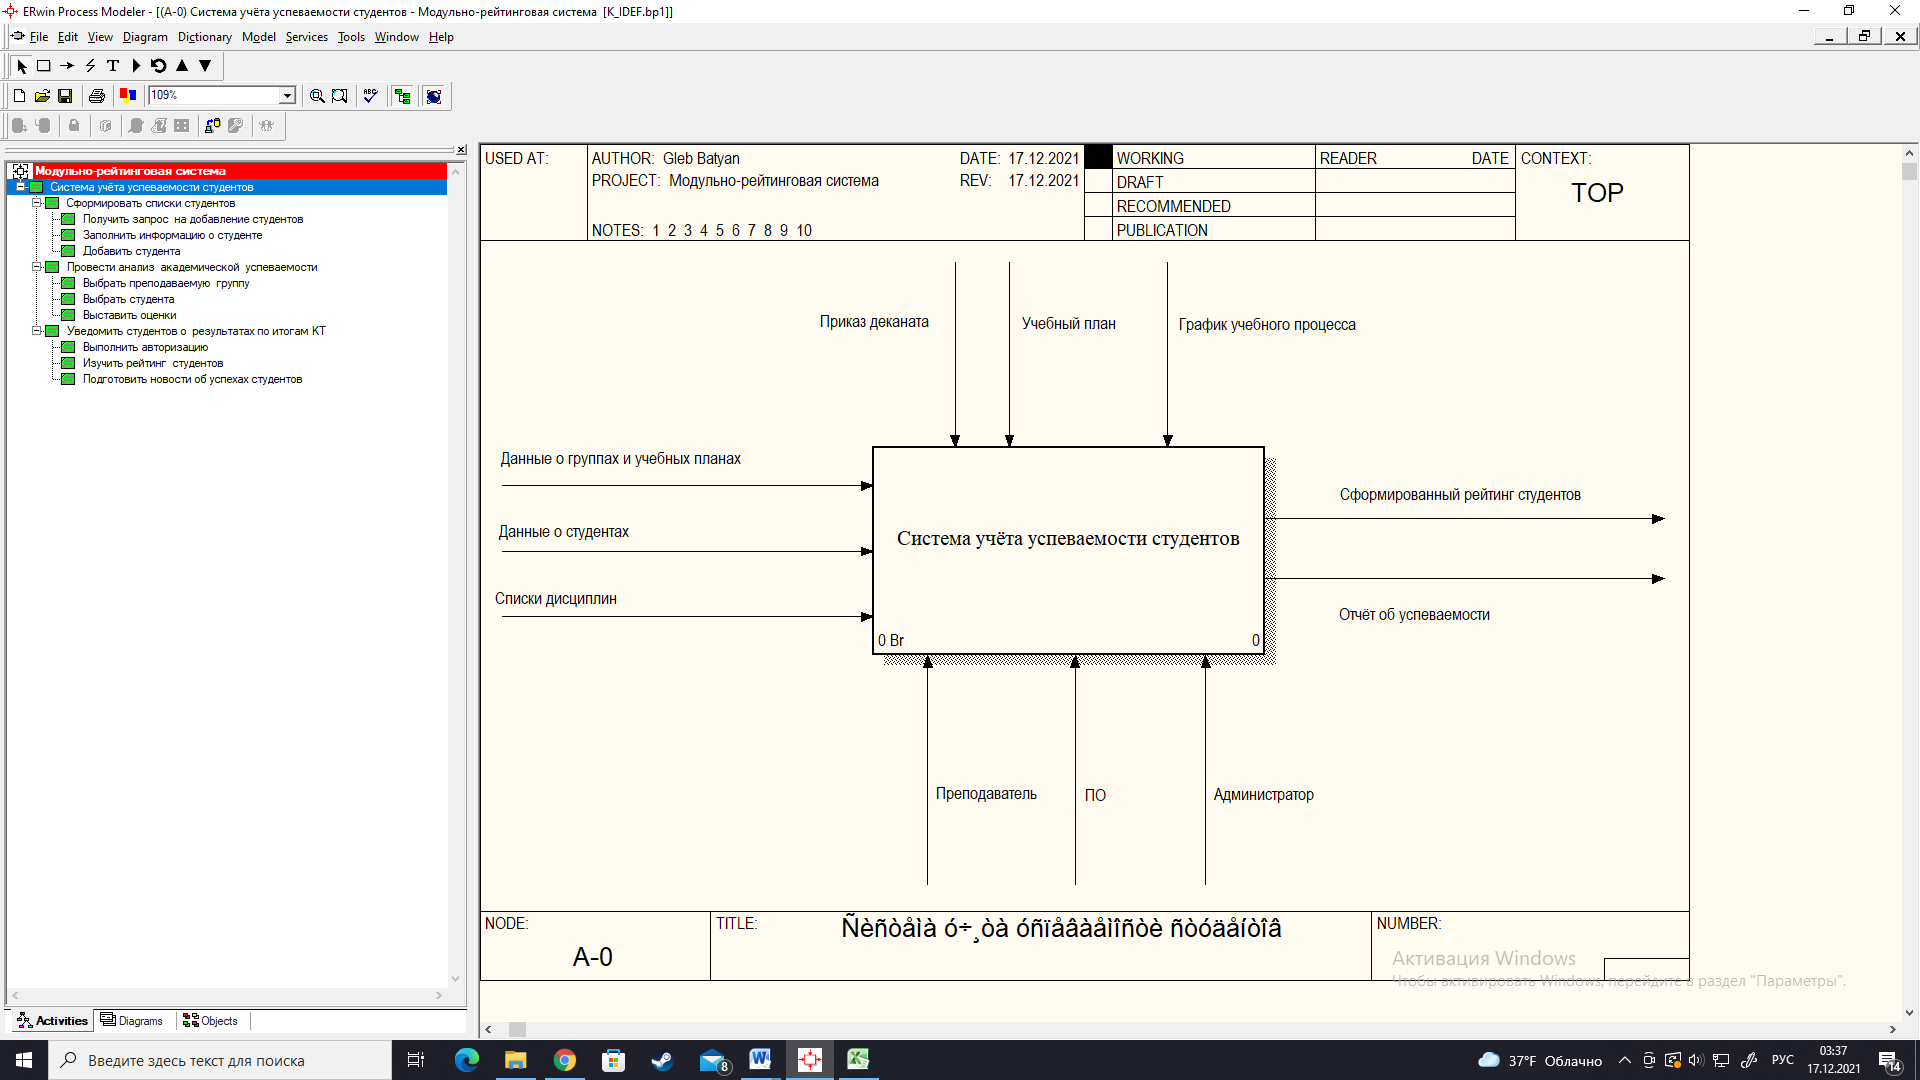 ERwin Process Modeler - [(A-0) Система учёта успеваемости студентов - Модульно-рейтинговая система [K_IDEF.bp1]]
File Edit View Diagram Dictionary Model Services Tools Window Help
109%
Модульно-рейтинговая система
Система учёта успеваемости студентов
Сформировать списки студентов
Получить запрос на добавление студентов
Заполнить информацию о студенте
Добавить студента
Провести анализ академической успеваемости
Выбрать преподаваемую группу
Выбрать студента
Выставить оценки
Уведомить студентов о результатах по итогам КТ
Выполнить авторизацию
Изучить рейтинг студентов
Подготовить новости об успехах студентов
Activities Diagrams Objects
USED AT: AUTHOR: Gleb Batyan DATE: 17.12.2021 WORKING READER DATE CONTEXT:
PROJECT: Модульно-рейтинговая система REV: 17.12.2021 DRAFT TOP
RECOMMENDED
NOTES: 1 2 3 4 5 6 7 8 9 10 PUBLICATION
Приказ деканата Учебный план График учебного процесса
Данные о группах и учебных планах
Сформированный рейтинг студентов
Данные о студентах
Система учёта успеваемости студентов
Списки дисциплин
Отчёт об успеваемости
0 Br 0
Преподаватель ПО Администратор
NODE: TITLE: Ñèñòåìà ó÷¸òà óñïåâàåìîñòè ñòóäåíòîâ NUMBER:
A-0
Активация Windows
Чтобы активировать Windows, перейдите в раздел "Параметры".
Введите здесь текст для поиска
8
37°F Облачно
РУС
03:37
17.12.2021
14